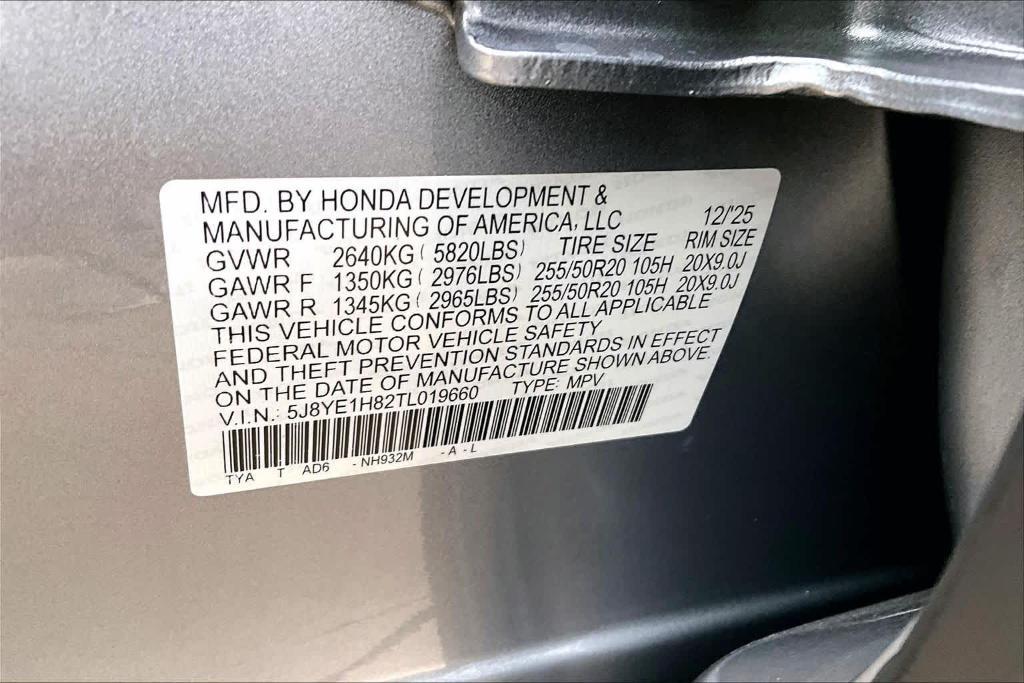 MFD. BY HONDA DEVELOPMENT &
MANUFACTURING OF AMERICA, LLC 12/'25
GVWR 2640KG ( 5820LBS) TIRE SIZE RIM SIZE
GAWR F 1350KG ( 2976LBS) 255/50R20 105H 20X9.0J
GAWR R 1345KG ( 2965LBS) 255/50R20 105H 20X9.0J
THIS VEHICLE CONFORMS TO ALL APPLICABLE
FEDERAL MOTOR VEHICLE SAFETY
AND THEFT PREVENTION STANDARDS IN EFFECT
ON THE DATE OF MANUFACTURE SHOWN ABOVE.
V.I.N.: 5J8YE1H82TL019660 TYPE: MPV
TYA T AD6 - NH932M - A - L